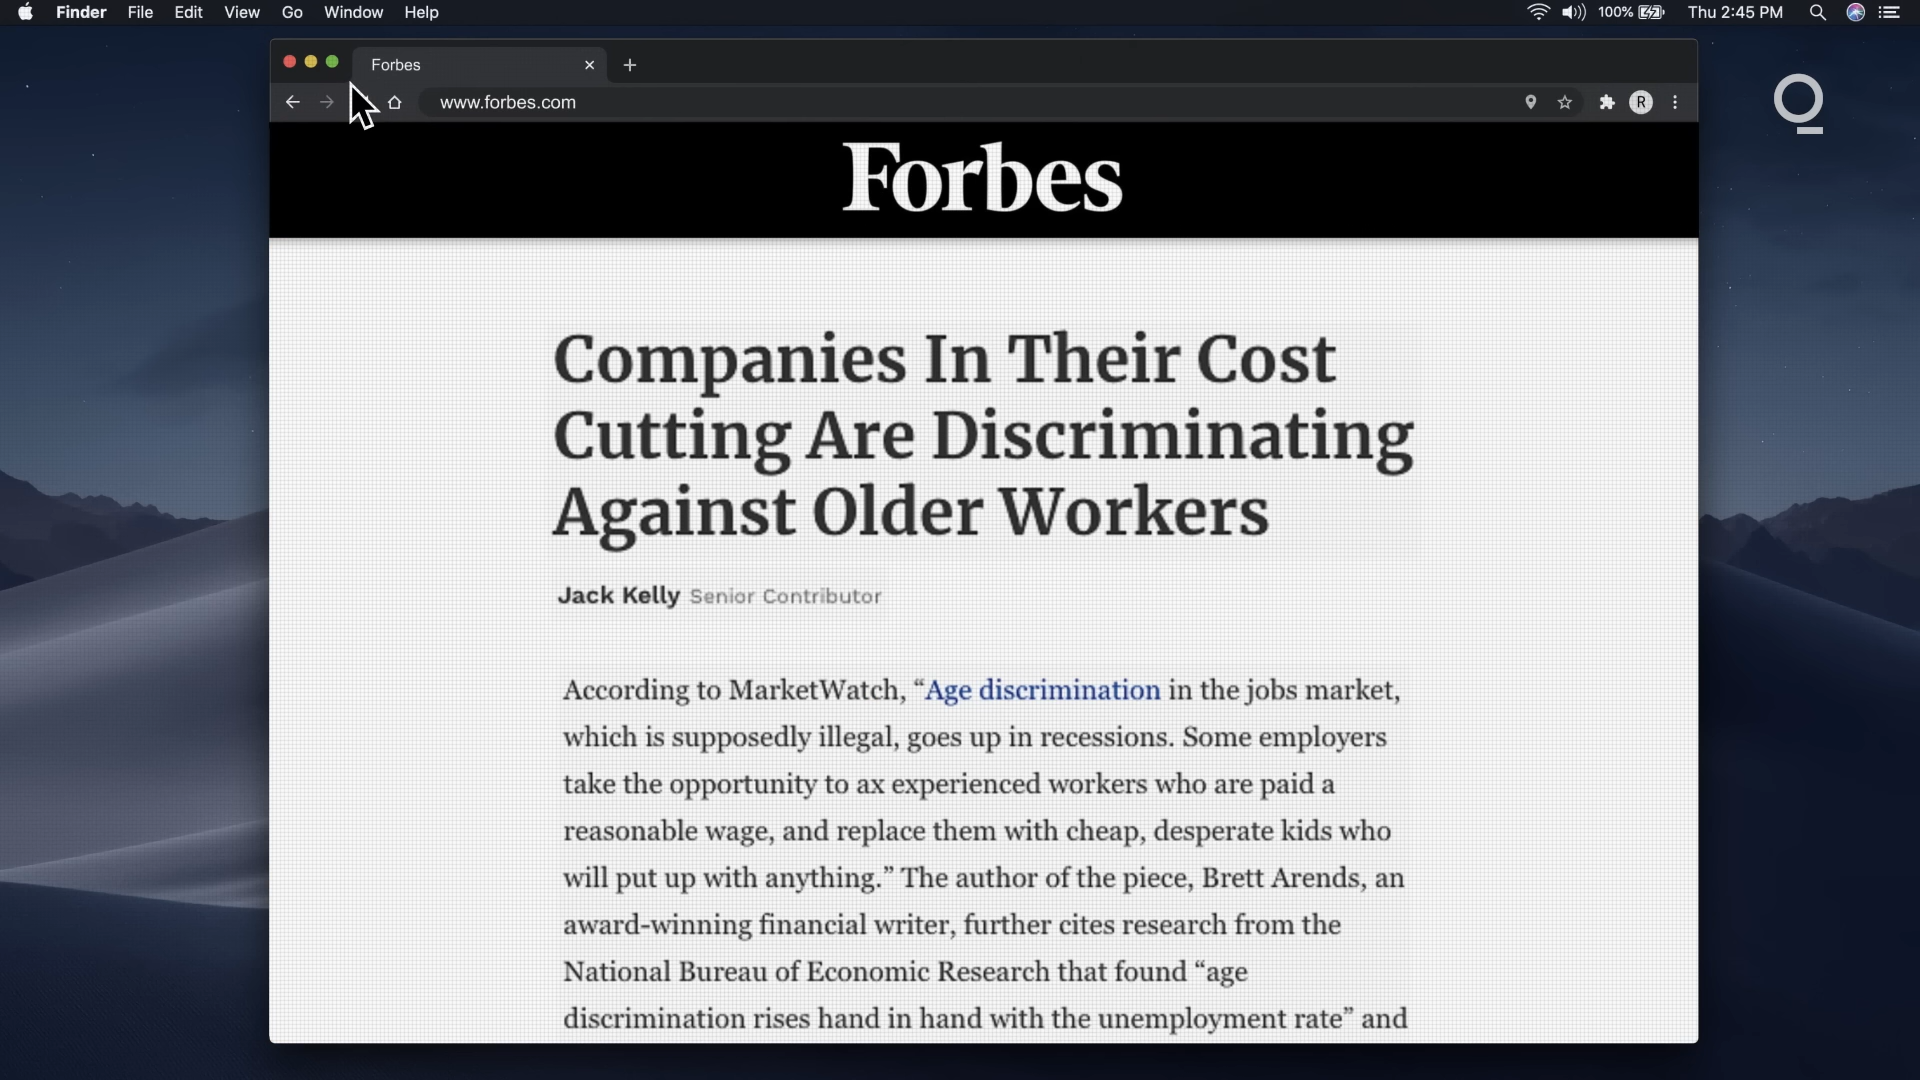 Finder File Edit View Go Window Help 100% Thu 2:45 PM
Forbes
www.forbes.com R
Forbes
Companies In Their Cost
Cutting Are Discriminating
Against Older Workers
Jack Kelly Senior Contributor
According to MarketWatch, “Age discrimination in the jobs market,
which is supposedly illegal, goes up in recessions. Some employers
take the opportunity to ax experienced workers who are paid a
reasonable wage, and replace them with cheap, desperate kids who
will put up with anything.” The author of the piece, Brett Arends, an
award-winning financial writer, further cites research from the
National Bureau of Economic Research that found “age
discrimination rises hand in hand with the unemployment rate” and